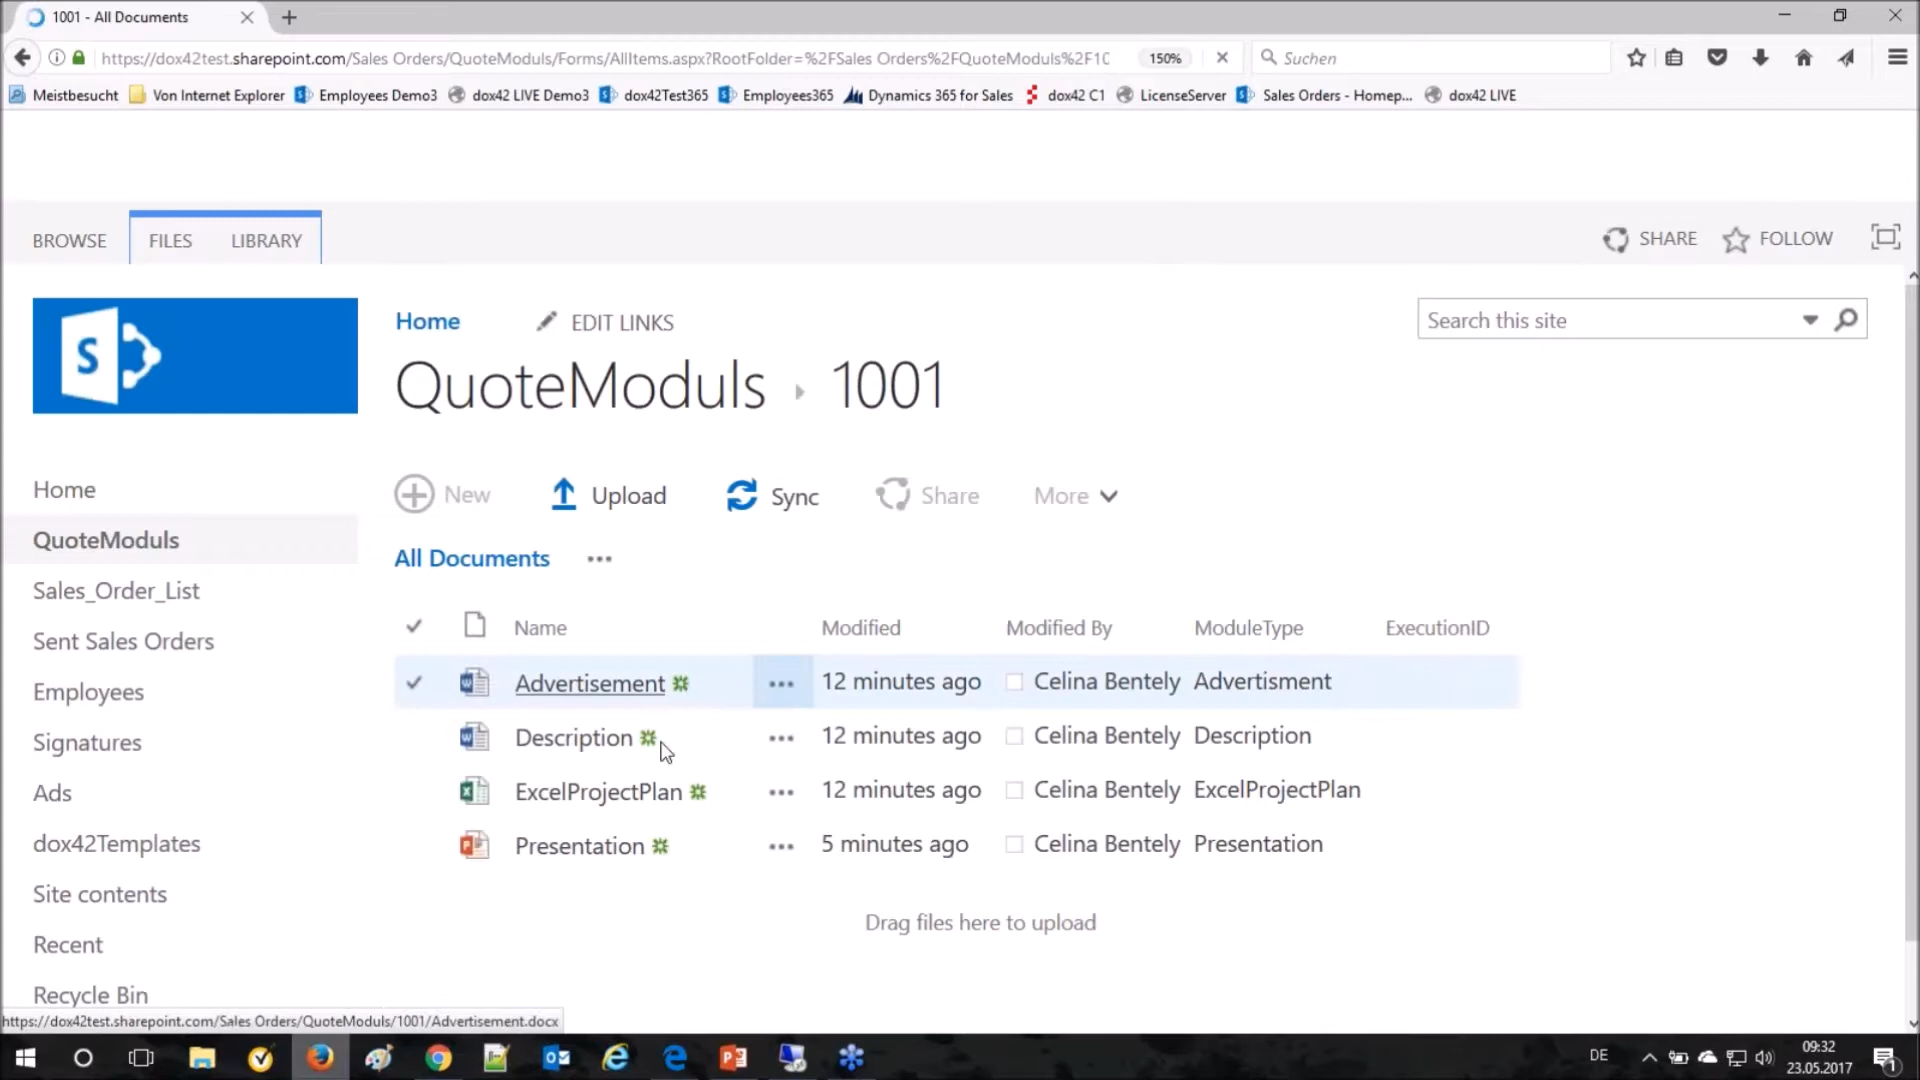 1001 - All Documents
https://dox42test.sharepoint.com/Sales Orders/QuoteModuls/Forms/AllItems.aspx?RootFolder=%2FSales Orders%2FQuoteModuls%2F1C
150%
Suchen
Meistbesucht Von Internet Explorer Employees Demo3 dox42 LIVE Demo3 dox42Test365 Employees365 Dynamics 365 for Sales dox42 C1 LicenseServer Sales Orders - Homep... dox42 LIVE
BROWSE FILES LIBRARY SHARE FOLLOW
S
Home EDIT LINKS Search this site
QuoteModuls 1001
Home
QuoteModuls
Sales_Order_List
Sent Sales Orders
Employees
Signatures
Ads
dox42Templates
Site contents
Recent
Recycle Bin
New Upload Sync Share More
All Documents ...
Name Modified Modified By ModuleType ExecutionID
Advertisement ... 12 minutes ago Celina Bentely Advertisment
Description ... 12 minutes ago Celina Bentely Description
ExcelProjectPlan ... 12 minutes ago Celina Bentely ExcelProjectPlan
Presentation ... 5 minutes ago Celina Bentely Presentation
Drag files here to upload
https://dox42test.sharepoint.com/Sales Orders/QuoteModuls/1001/Advertisement.docx
DE
09:32
23.05.2017
1